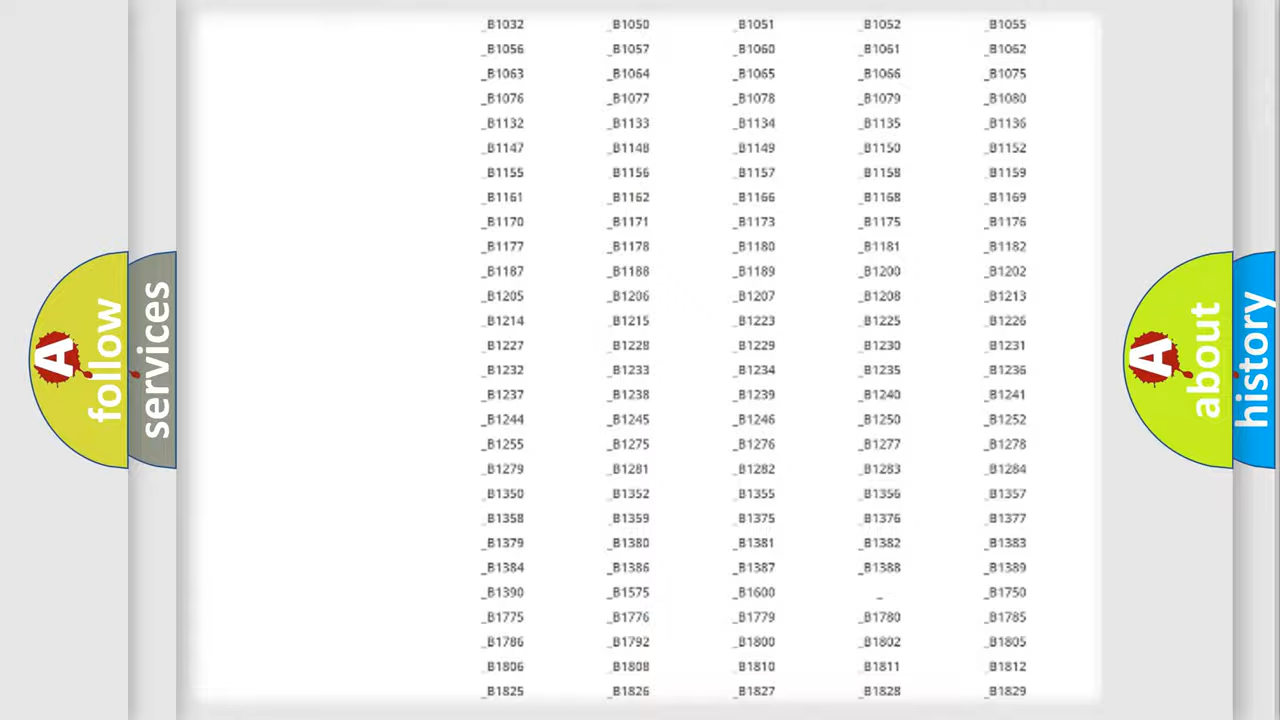 _B1032 _B1050 _B1051 _B1052 _B1055
_B1056 _B1057 _B1060 _B1061 _B1062
_B1063 _B1064 _B1065 _B1066 _B1075
_B1076 _B1077 _B1078 _B1079 _B1080
_B1132 _B1133 _B1134 _B1135 _B1136
_B1147 _B1148 _B1149 _B1150 _B1152
_B1155 _B1156 _B1157 _B1158 _B1159
_B1161 _B1162 _B1166 _B1168 _B1169
_B1170 _B1171 _B1173 _B1175 _B1176
_B1177 _B1178 _B1180 _B1181 _B1182
_B1187 _B1188 _B1189 _B1200 _B1202
_B1205 _B1206 _B1207 _B1208 _B1213
_B1214 _B1215 _B1223 _B1225 _B1226
_B1227 _B1228 _B1229 _B1230 _B1231
_B1232 _B1233 _B1234 _B1235 _B1236
_B1237 _B1238 _B1239 _B1240 _B1241
_B1244 _B1245 _B1246 _B1250 _B1252
_B1255 _B1275 _B1276 _B1277 _B1278
_B1279 _B1281 _B1282 _B1283 _B1284
_B1350 _B1352 _B1355 _B1356 _B1357
_B1358 _B1359 _B1375 _B1376 _B1377
_B1379 _B1380 _B1381 _B1382 _B1383
_B1384 _B1386 _B1387 _B1388 _B1389
_B1390 _B1575 _B1600 _ _B1750
_B1775 _B1776 _B1779 _B1780 _B1785
_B1786 _B1792 _B1800 _B1802 _B1805
_B1806 _B1808 _B1810 _B1811 _B1812
_B1825 _B1826 _B1827 _B1828 _B1829
A
follow
services
A
about
history